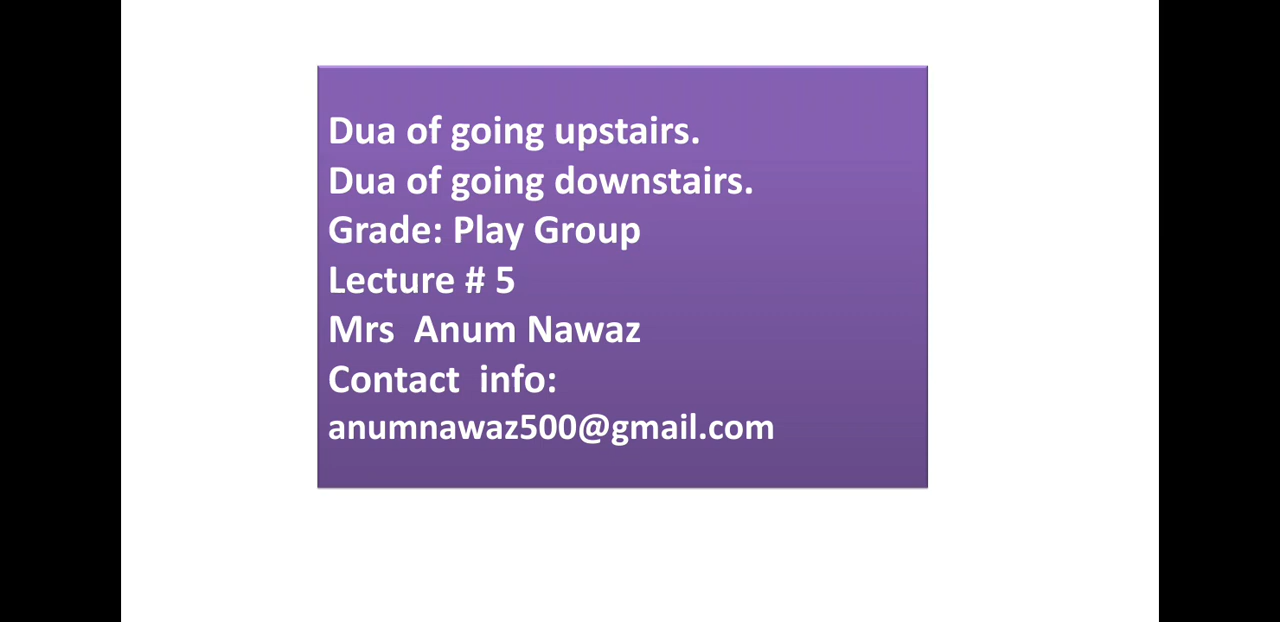 Dua of going upstairs.
Dua of going downstairs.
Grade: Play Group
Lecture # 5
Mrs  Anum Nawaz
Contact  info:
anumnawaz500@gmail.com